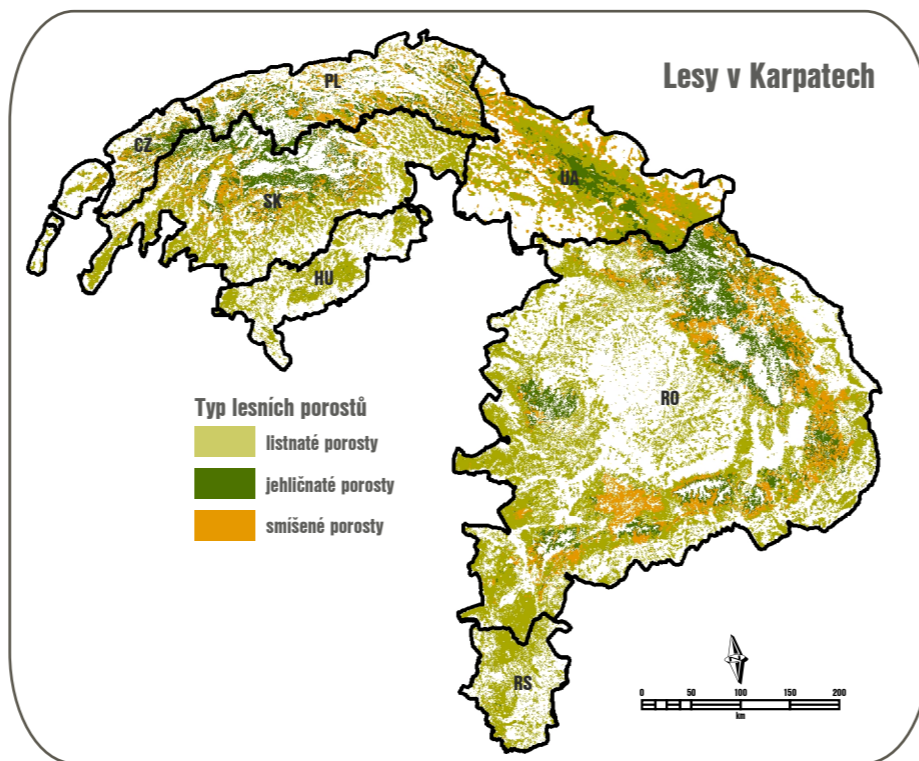 Lesy v Karpatech
PL
CZ
UA
SK
HU
RO
Typ lesních porostů
listnaté porosty
jehličnaté porosty
smíšené porosty
RS
0 50 100 150 200
km